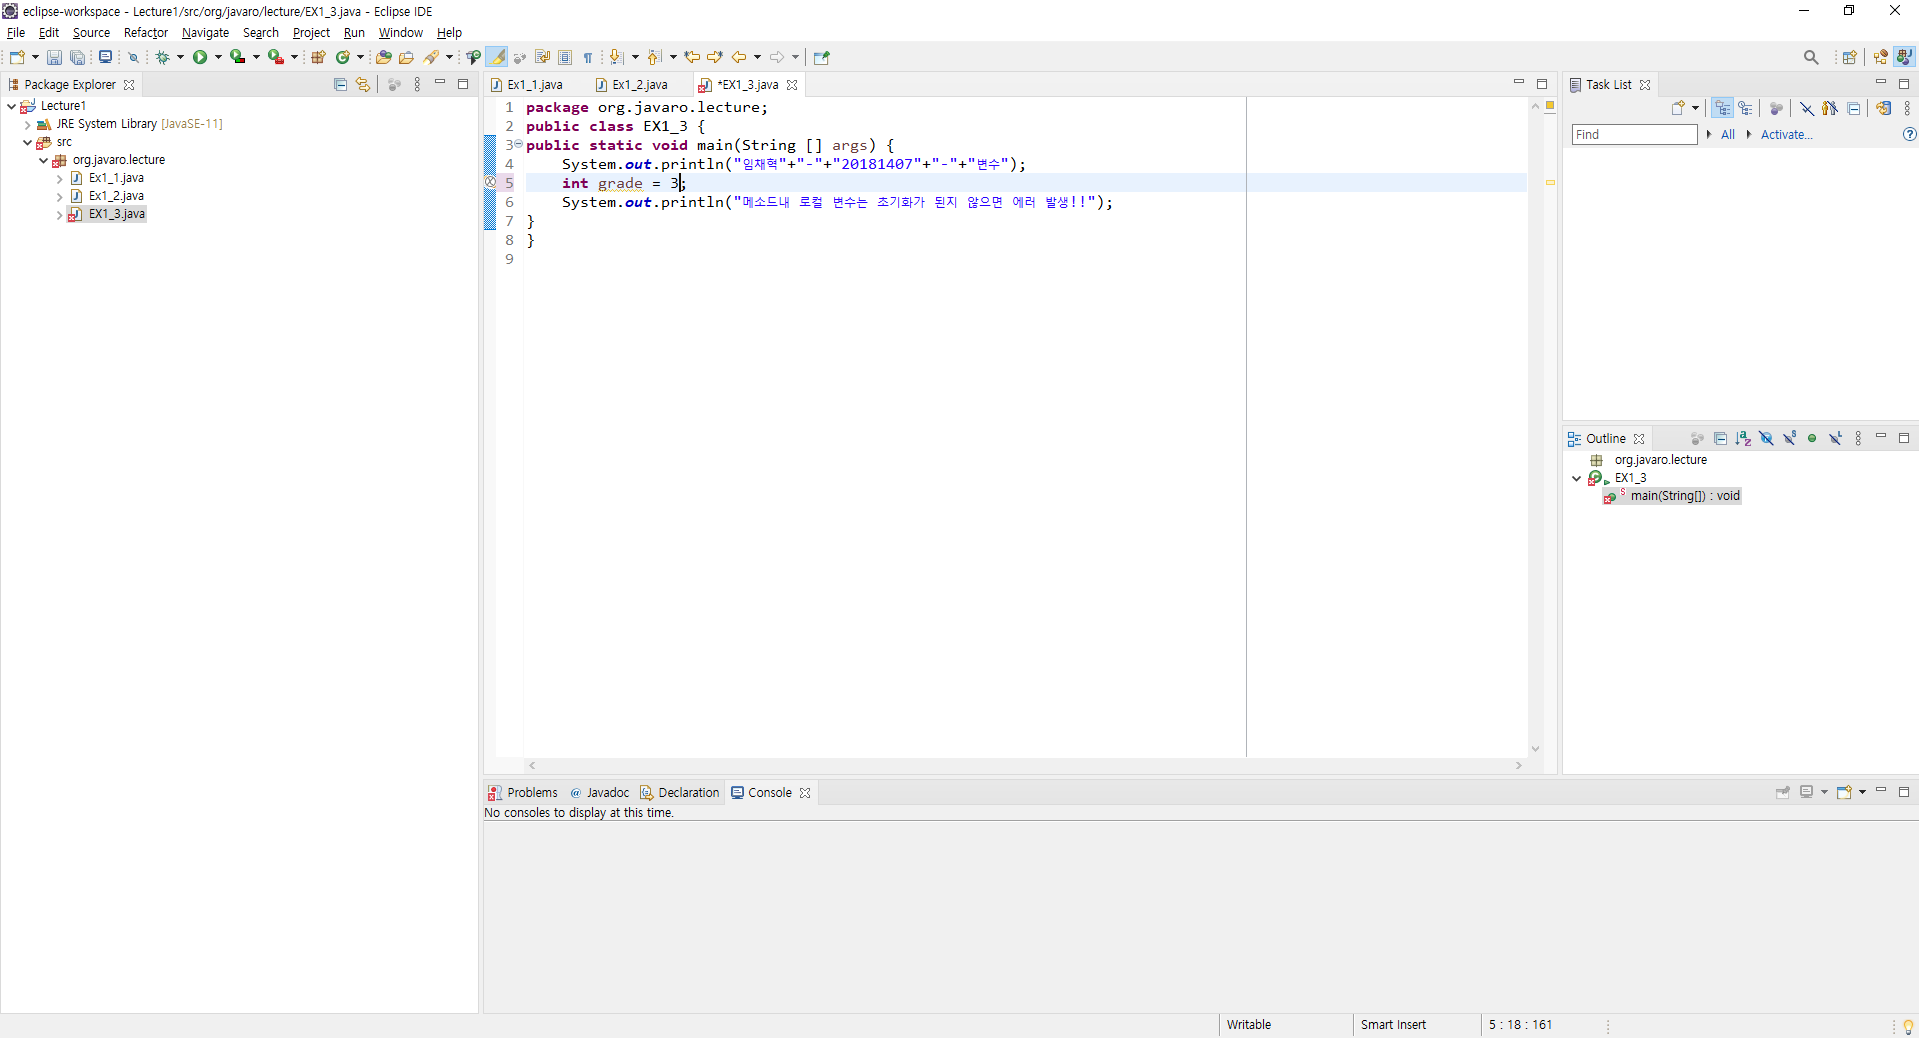 eclipse-workspace - Lecture1/src/org/javaro/lecture/EX1_3.java - Eclipse IDE
File Edit Source Refactor Navigate Search Project Run Window Help
Package Explorer
Lecture1
JRE System Library [JavaSE-11]
src
org.javaro.lecture
Ex1_1.java
Ex1_2.java
EX1_3.java
Ex1_1.java Ex1_2.java *EX1_3.java
1 package org.javaro.lecture;
2 public class EX1_3 {
3 public static void main(String [] args) {
4 System.out.println("임채혁"+"-"+"20181407"+"-"+"변수");
5 int grade = 3;
6 System.out.println("메소드내 로컬 변수는 초기화가 된지 않으면 에러 발생!!");
7 }
8 }
9
Task List
Find All Activate...
Outline
org.javaro.lecture
EX1_3
main(String[]) : void
Problems @ Javadoc Declaration Console
No consoles to display at this time.
Writable Smart Insert 5 : 18 : 161